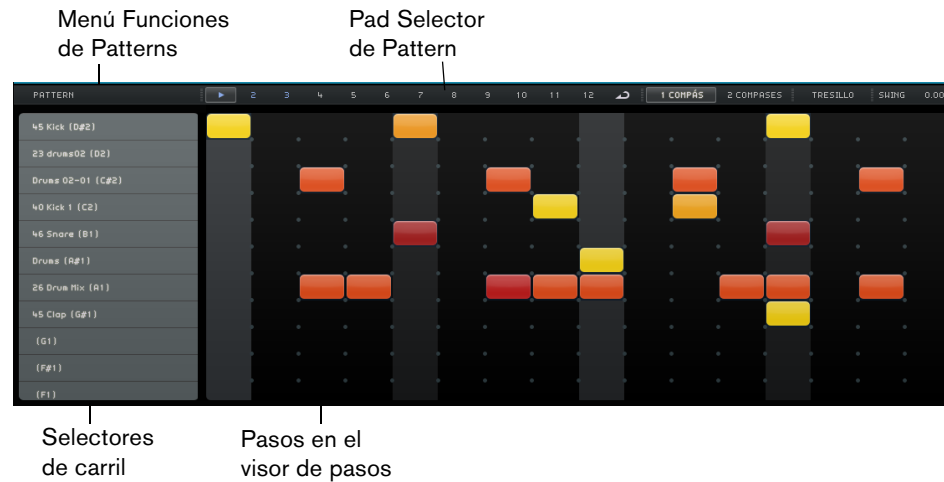 Menú Funciones
de Patterns
Pad Selector
de Pattern
PATTERN 2 3 4 5 6 7 8 9 10 11 12 1 COMPÁS 2 COMPASES TRESILLO SWING 0.00
45 Kick (D#2)
23 drums02 (D2)
Drums 02-01 (C#2)
40 Kick 1 (C2)
46 Snare (B1)
Drums (A#1)
26 Drum Mix (A1)
45 Clap (G#1)
(G1)
(F#1)
(F1)
Selectores
de carril
Pasos en el
visor de pasos